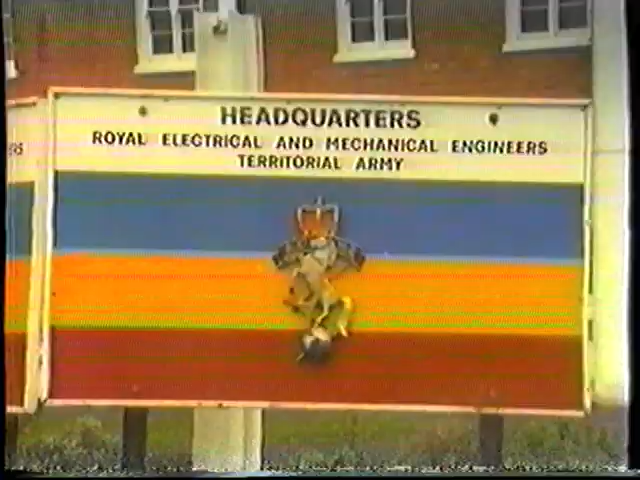 HEADQUARTERS
ROYAL ELECTRICAL AND MECHANICAL ENGINEERS
TERRITORIAL ARMY